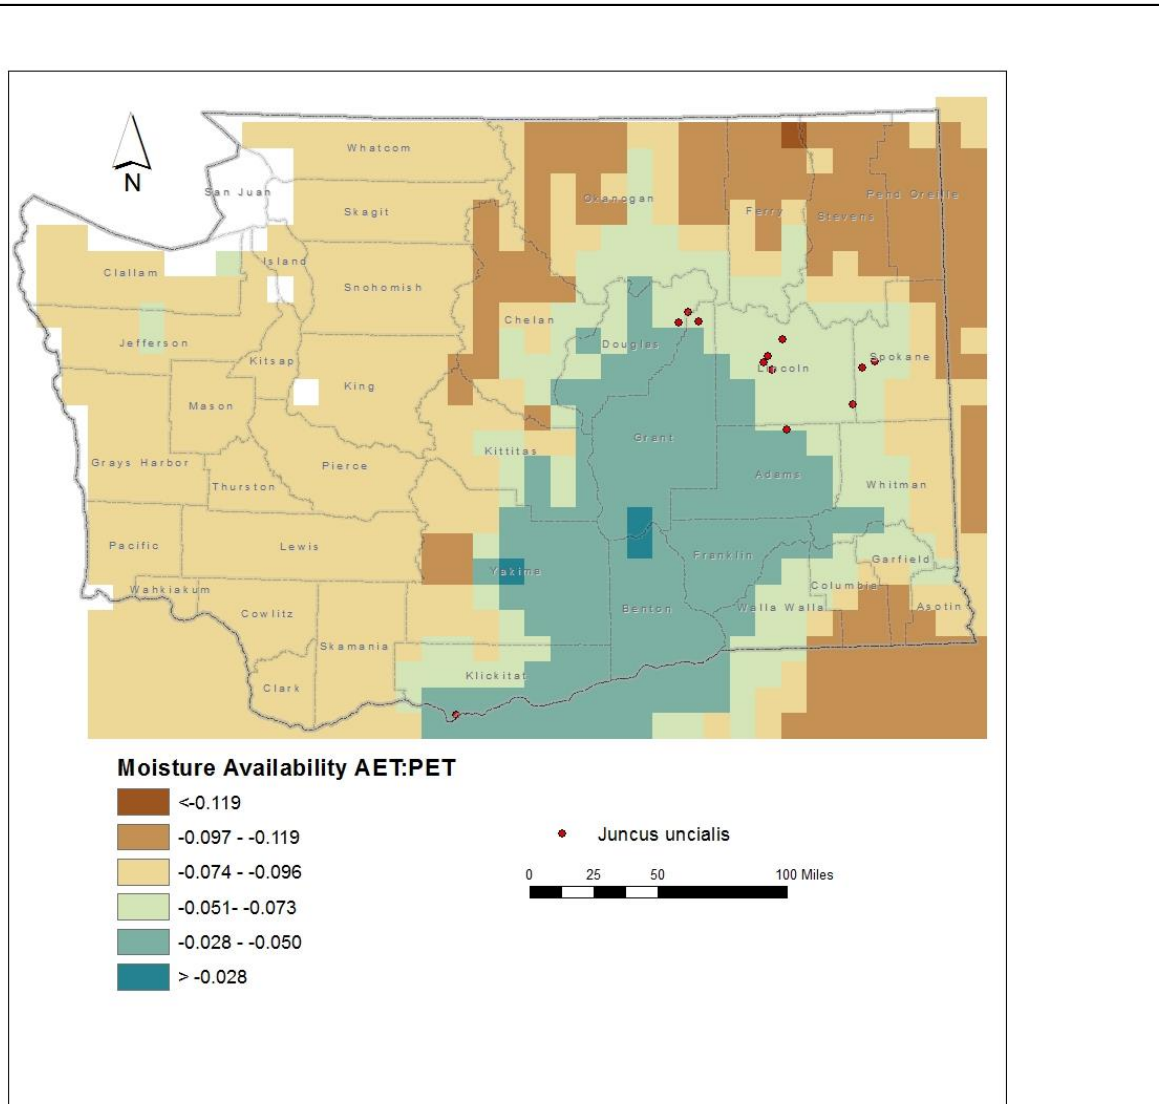 Whatcom
San Juan
Okanogan
Pend Oreille
Skagit
Ferry
Stevens
Island
Clallam
Snohomish
Chelan
Jefferson
Douglas
Kitsap
Spokane
Lincoln
King
Mason
Grant
Kittitas
Grays Harbor
Pierce
Adams
Thurston
Whitman
Pacific
Lewis
Franklin
Garfield
Yakima
Wahkiakum
Columbia
Cowlitz
Benton
Walla Walla
Asotin
Skamania
Klickitat
Clark
N
Moisture Availability AET:PET
<-0.119
-0.097 - -0.119
-0.074 - -0.096
-0.051- -0.073
-0.028 - -0.050
> -0.028
Juncus uncialis
0 25 50 100 Miles